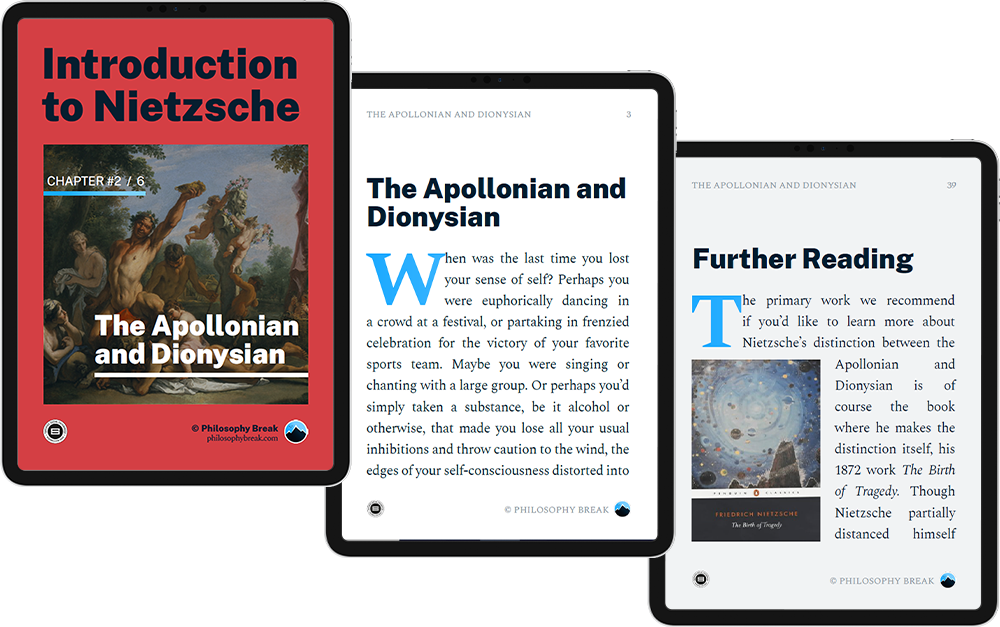 Introduction
to Nietzsche
CHAPTER #2 / 6
The Apollonian
and Dionysian
© Philosophy Break
philosophybreak.com
THE APOLLONIAN AND DIONYSIAN 3
The Apollonian and
Dionysian
When was the last time you lost
your sense of self? Perhaps you
were euphorically dancing in
a crowd at a festival, or partaking in frenzied
celebration for the victory of your favorite
sports team. Maybe you were singing or
chanting with a large group. Or perhaps you’d
simply taken a substance, be it alcohol or
otherwise, that made you lose all your usual
inhibitions and throw caution to the wind, the
edges of your self-consciousness distorted into
© PHILOSOPHY BREAK
THE APOLLONIAN AND DIONYSIAN 39
Further Reading
The primary work we recommend
if you’d like to learn more about
Nietzsche’s distinction between the
Apollonian and
Dionysian is of
course the book
where he makes the
distinction itself, his
1872 work The Birth
of Tragedy. Though
Nietzsche partially
distanced himself
PENGUIN CLASSICS
FRIEDRICH NIETZSCHE
The Birth of Tragedy
© PHILOSOPHY BREAK